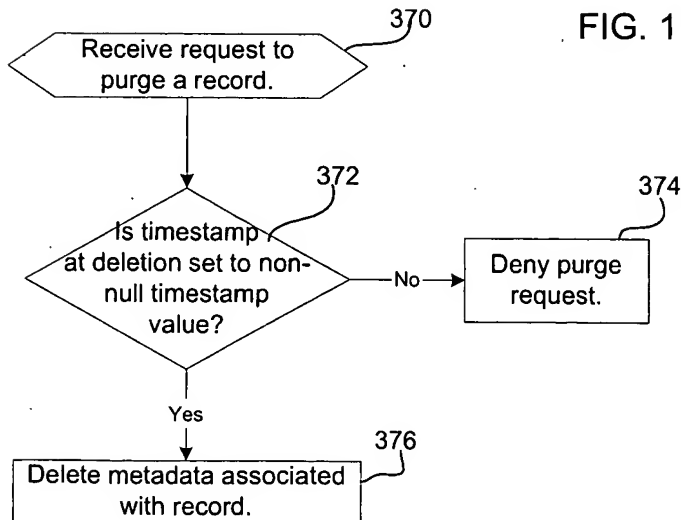 370
FIG. 1
Receive request to
purge a record.
372
374
Is timestamp
at deletion set to non-
null timestamp
value?
No
Deny purge
request.
Yes
376
Delete metadata associated
with record.